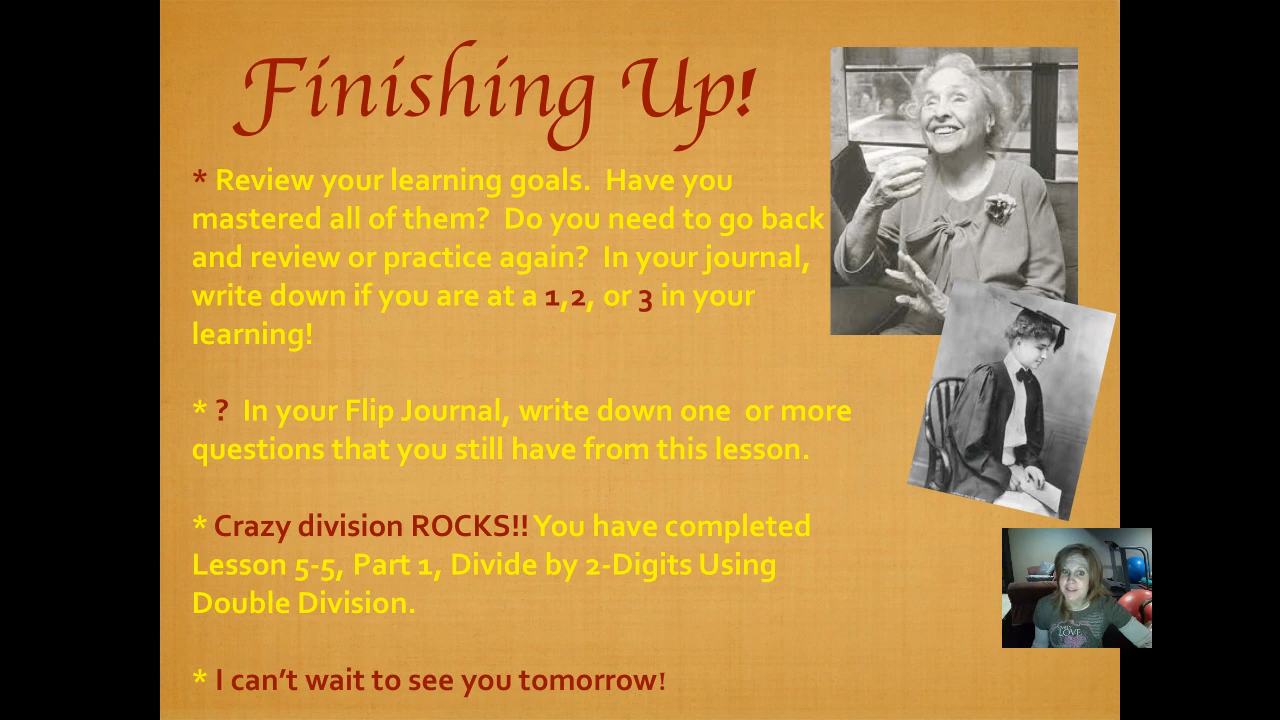 Finishing Up!
* Review your learning goals.  Have you
mastered all of them?  Do you need to go back
and review or practice again?  In your journal,
write down if you are at a 1,2, or 3 in your
learning!
* ?  In your Flip Journal, write down one  or more
questions that you still have from this lesson.
* Crazy division ROCKS!! You have completed
Lesson 5-5, Part 1, Divide by 2-Digits Using
Double Division.
* I can’t wait to see you tomorrow!
LOVE